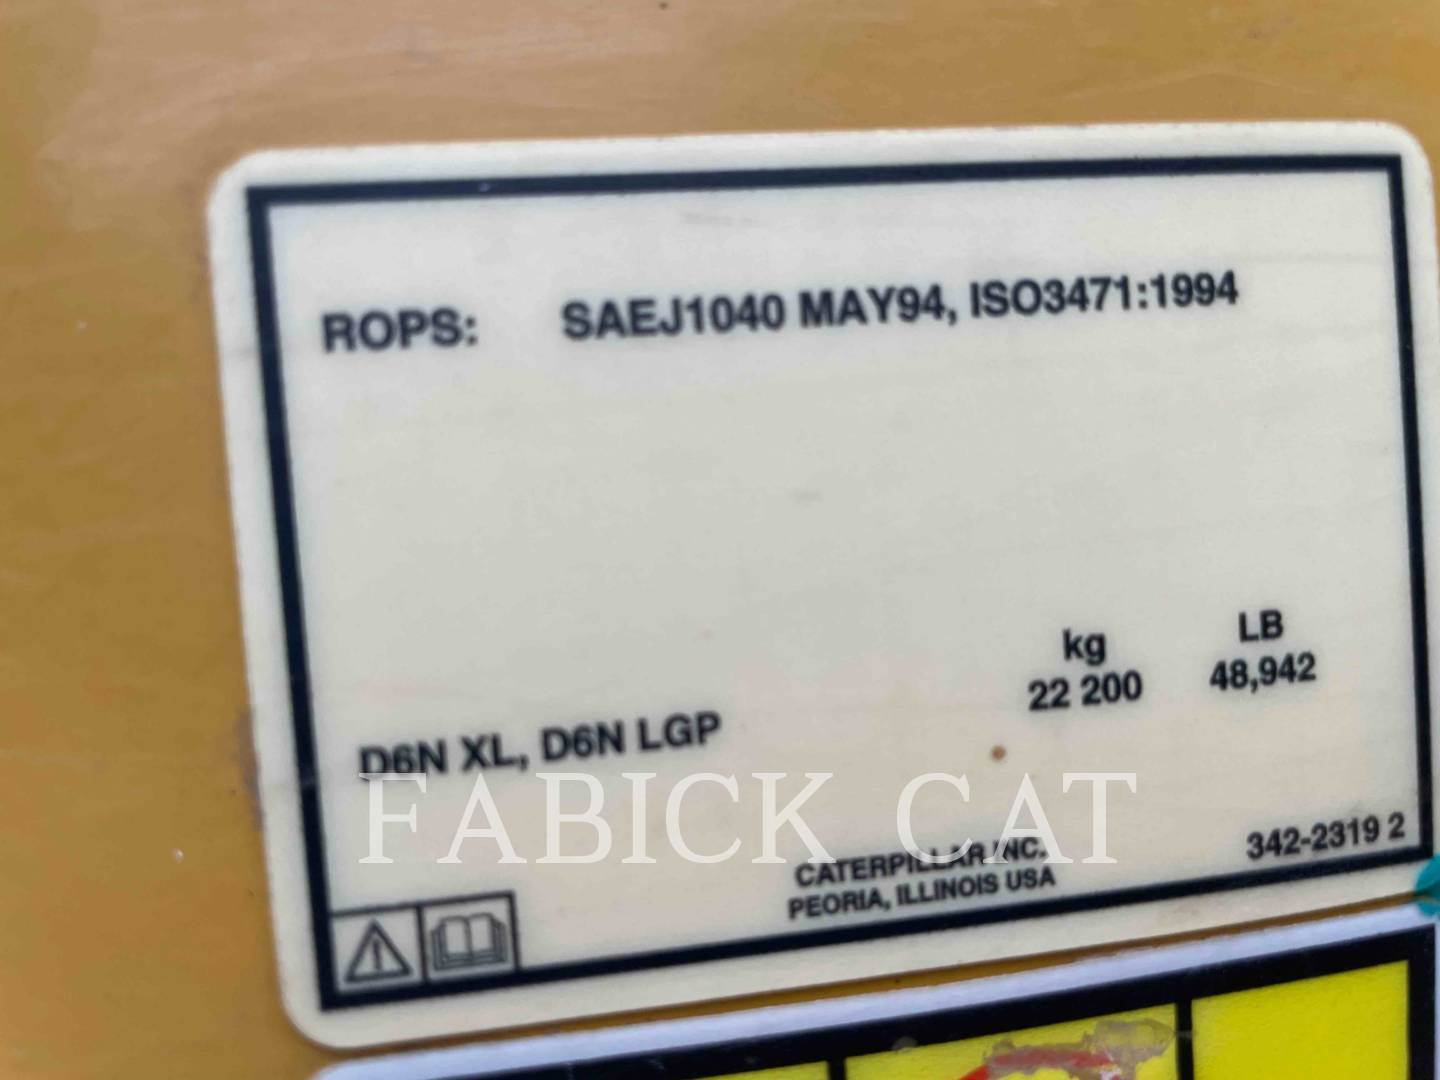 ROPS: SAEJ1040 MAY94, ISO3471:1994
kg LB
22 200 48,942
D6N XL, D6N LGP
FABICK CAT
CATERPILLAR INC.
PEORIA, ILLINOIS USA
342-2319 2